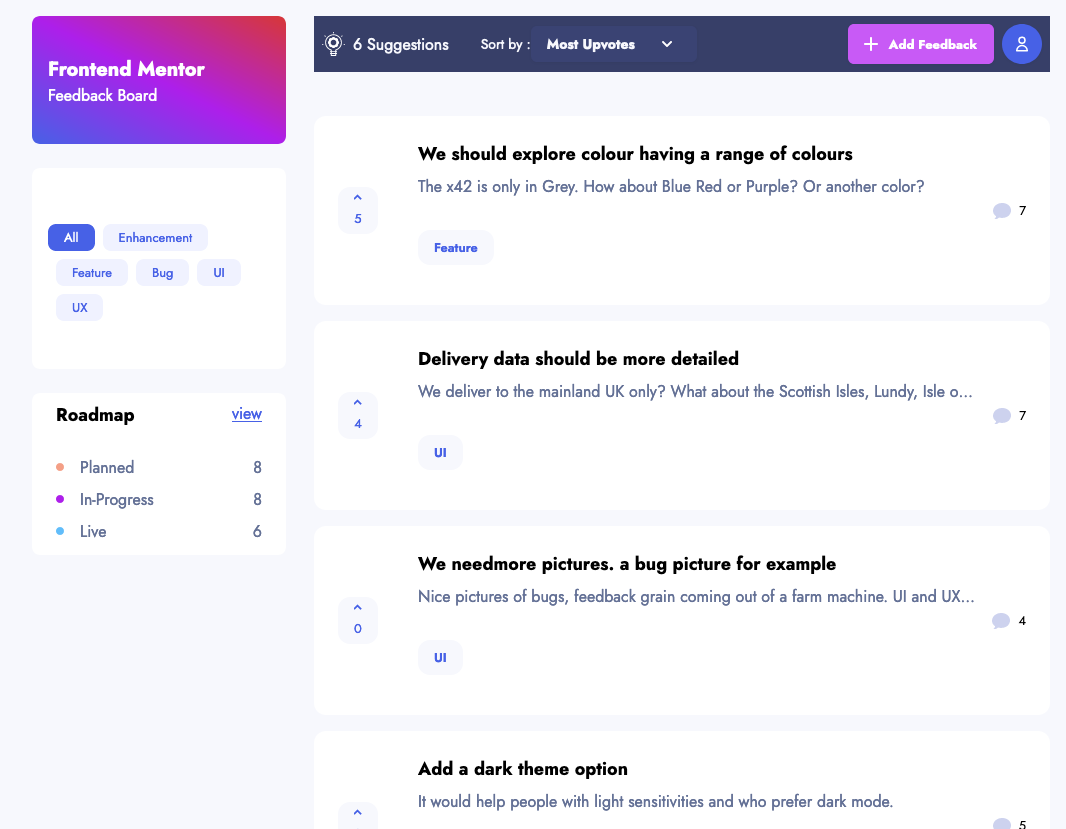 Frontend Mentor
Feedback Board
All Enhancement
Feature Bug UI
UX
Roadmap view
Planned 8
In-Progress 8
Live 6
6 Suggestions Sort by : Most Upvotes Add Feedback
We should explore colour having a range of colours
The x42 is only in Grey. How about Blue Red or Purple? Or another color?
5
7
Feature
Delivery data should be more detailed
We deliver to the mainland UK only? What about the Scottish Isles, Lundy, Isle o...
4
7
UI
We needmore pictures. a bug picture for example
Nice pictures of bugs, feedback grain coming out of a farm machine. UI and UX...
0
4
UI
Add a dark theme option
It would help people with light sensitivities and who prefer dark mode.
5